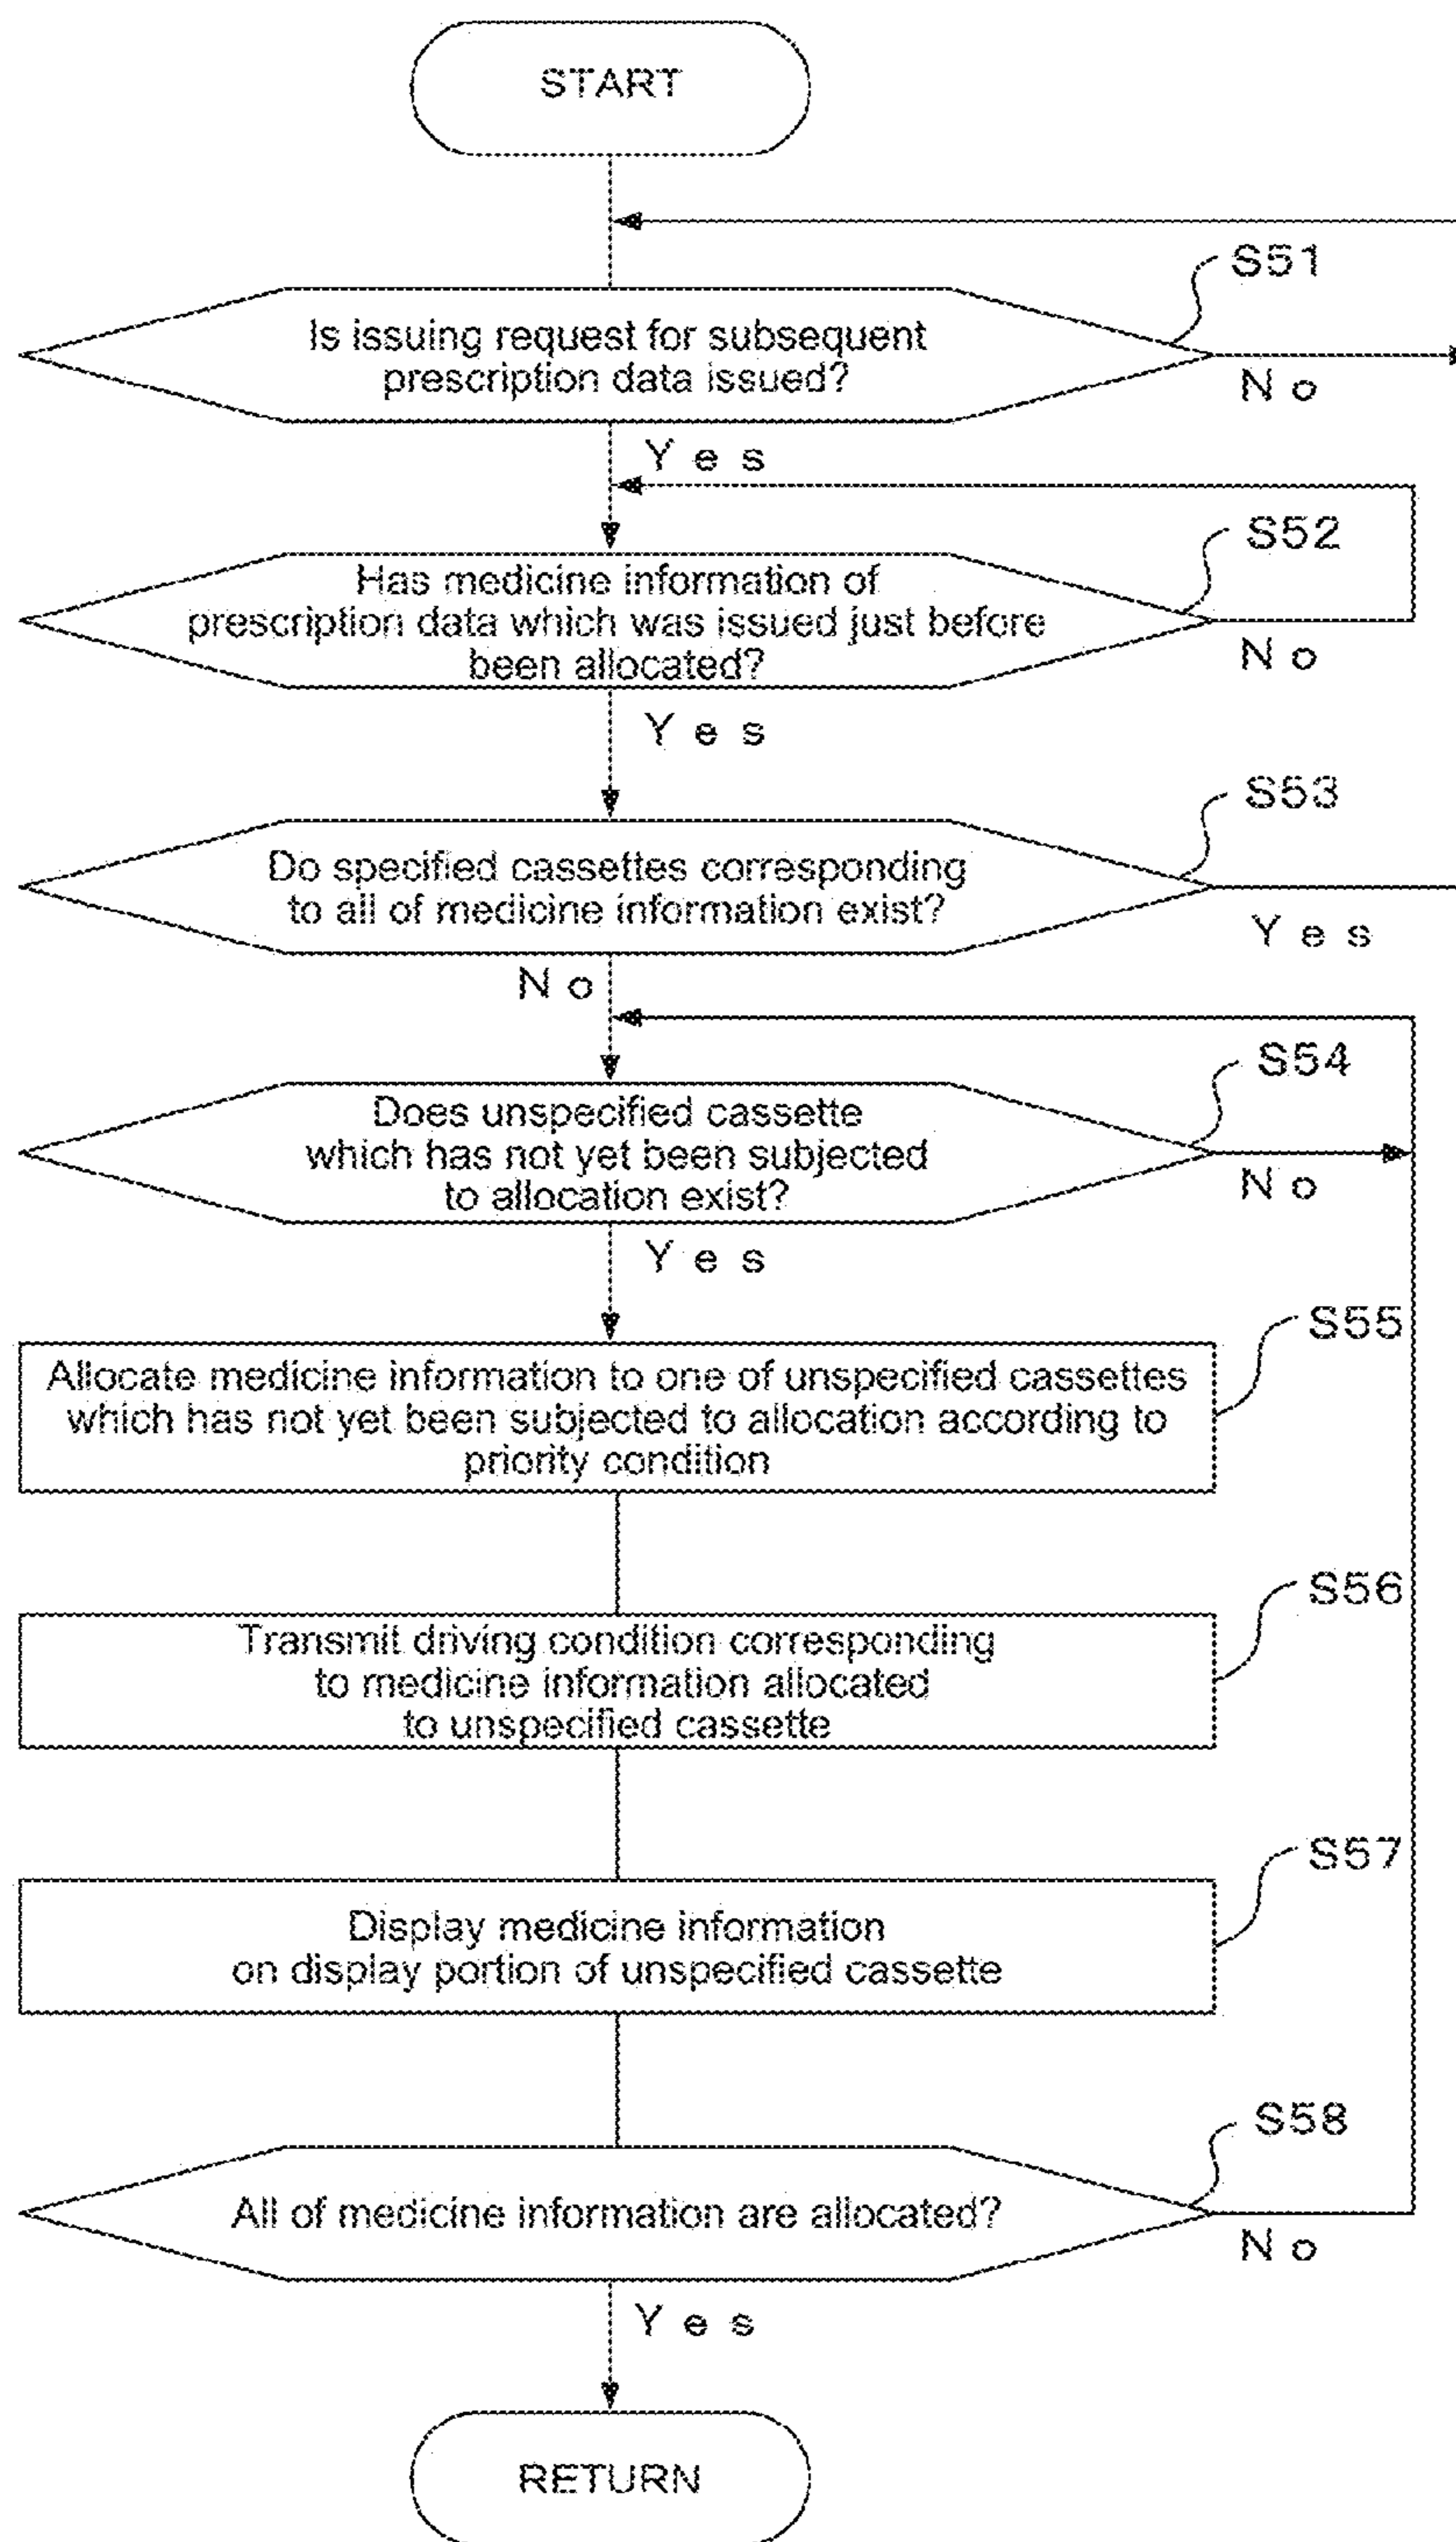 START
S51
Is issuing request for subsequent
prescription data issued?
No
Yes
S52
Has medicine information of
prescription data which was issued just before
been allocated?
No
Yes
S53
Do specified cassettes corresponding
to all of medicine information exist?
Yes
No
S54
Does unspecified cassette
which has not yet been subjected
to allocation exist?
No
Yes
S55
Allocate medicine information to one of unspecified cassettes
which has not yet been subjected to allocation according to
priority condition
S56
Transmit driving condition corresponding
to medicine information allocated
to unspecified cassette
S57
Display medicine information
on display portion of unspecified cassette
S58
All of medicine information are allocated?
No
Yes
RETURN